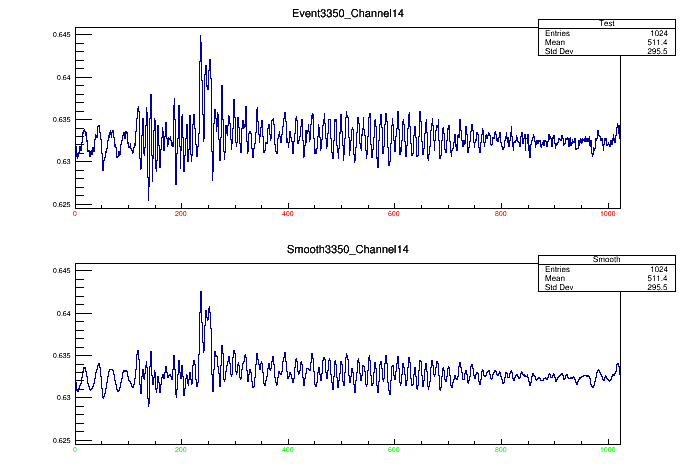 Event3350_Channel14
Test
Entries 1024
Mean 511.4
Std Dev 295.5
0.645
0.64
0.635
0.63
0.625
0 200 400 600 800 1000
Smooth3350_Channel14
Smooth
Entries 1024
Mean 511.4
Std Dev 295.5
0.645
0.64
0.635
0.63
0.625
0 200 400 600 800 1000